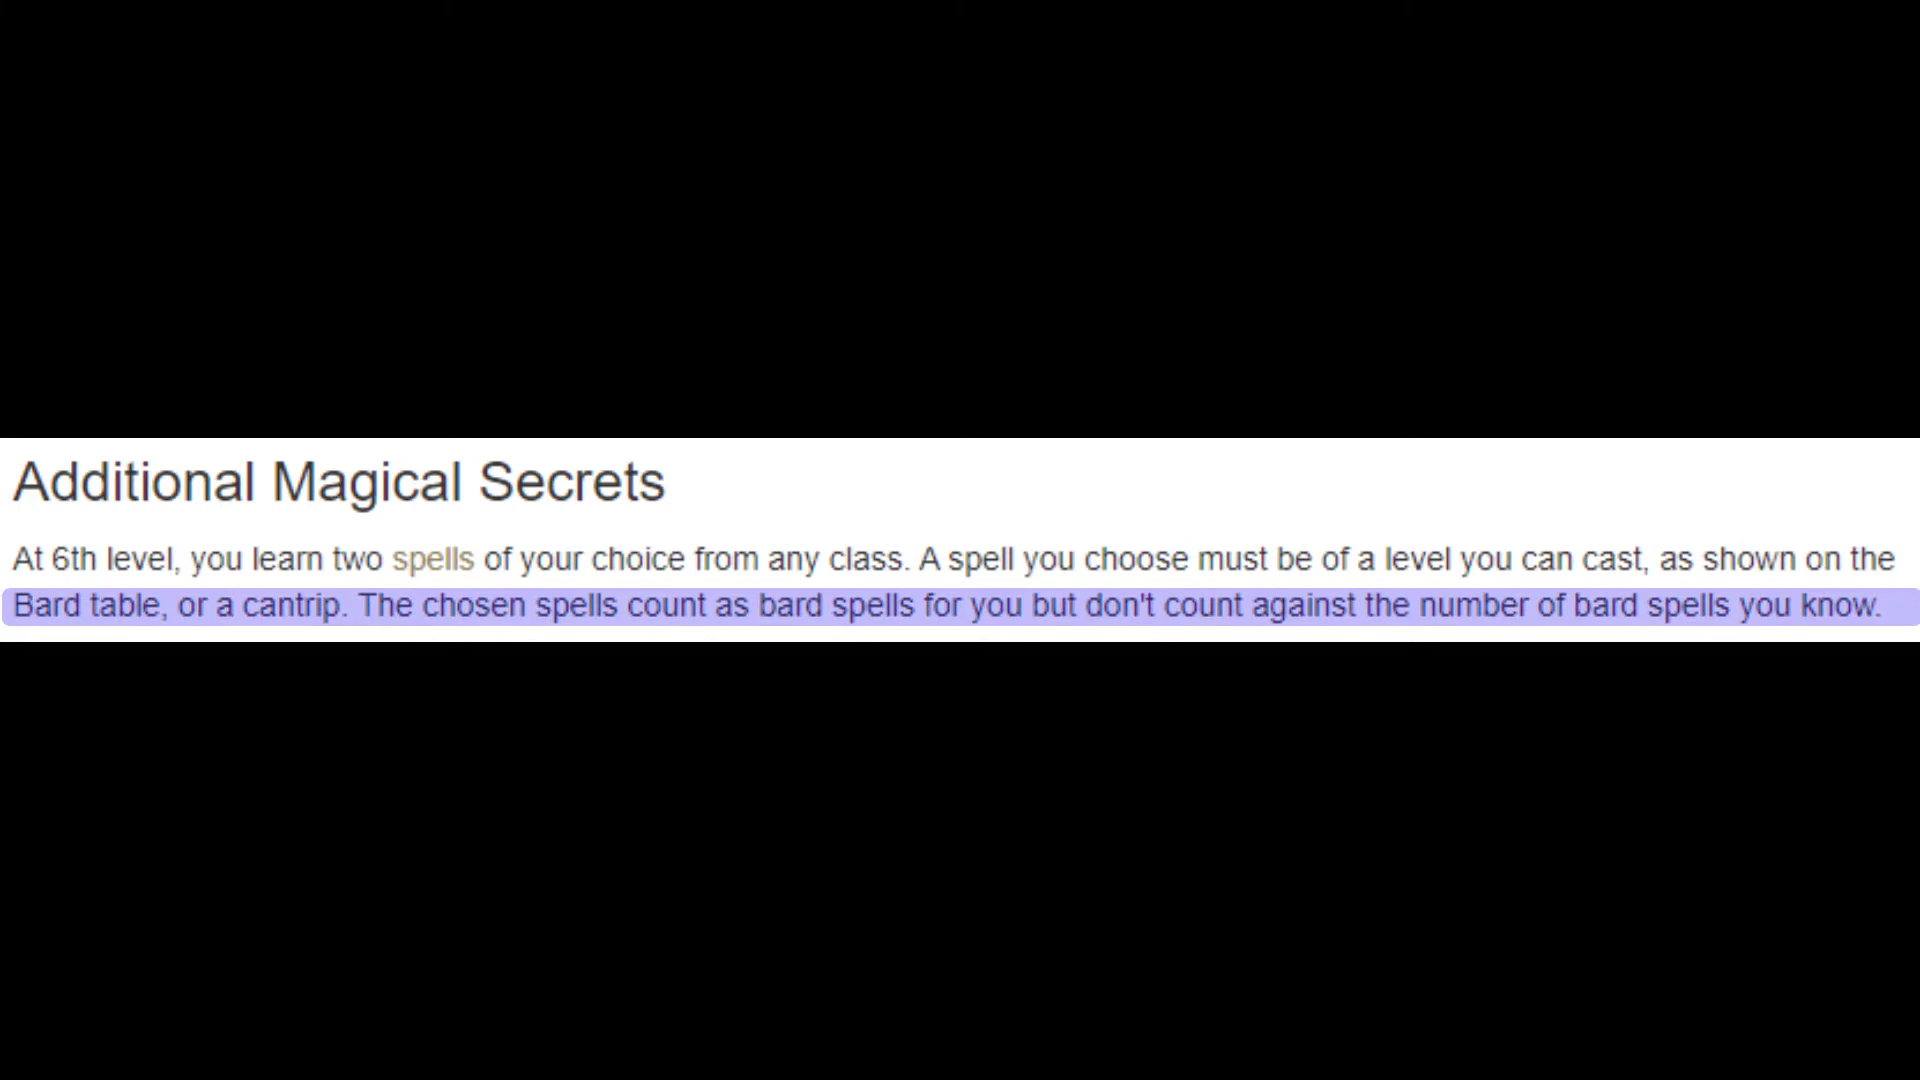 Additional Magical Secrets
At 6th level, you learn two spells of your choice from any class. A spell you choose must be of a level you can cast, as shown on the
Bard table, or a cantrip. The chosen spells count as bard spells for you but don't count against the number of bard spells you know.